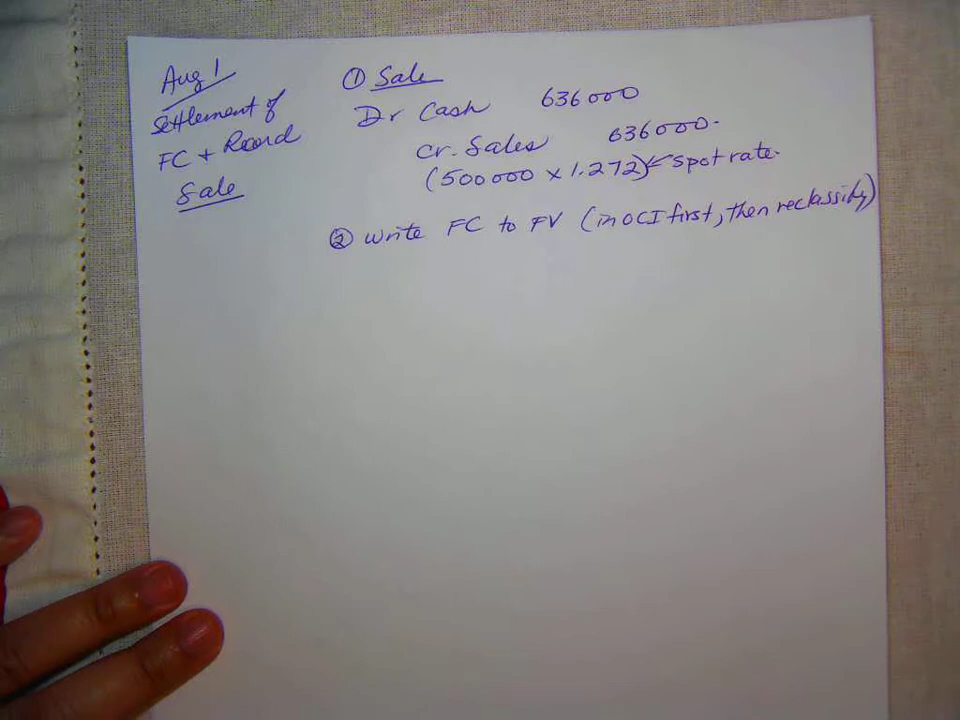 Aug 1
Settlement of
FC + Record
Sale
① Sale
Dr Cash 636000
Cr. Sales 636000.
(500000 x 1.272) ← Spot rate.
② Write FC to FV (in OCI first, then reclassify)